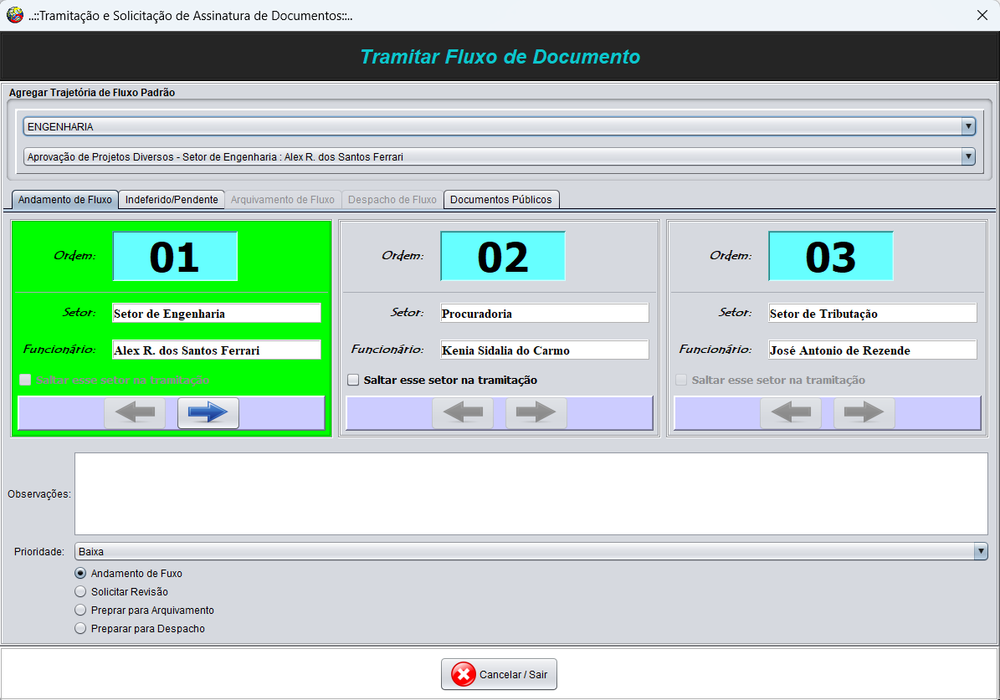 ..::Tramitação e Solicitação de Assinatura de Documentos::..
Tramitar Fluxo de Documento
Agregar Trajetória de Fluxo Padrão
ENGENHARIA
Aprovação de Projetos Diversos - Setor de Engenharia : Alex R. dos Santos Ferrari
Andamento de Fluxo Indeferido/Pendente Arquivamento de Fluxo Despacho de Fluxo Documentos Públicos
Ordem: 01
Setor: Setor de Engenharia
Funcionário: Alex R. dos Santos Ferrari
Saltar esse setor na tramitação
Ordem: 02
Setor: Procuradoria
Funcionário: Kenia Sidalia do Carmo
Saltar esse setor na tramitação
Ordem: 03
Setor: Setor de Tributação
Funcionário: José Antonio de Rezende
Saltar esse setor na tramitação
Observações:
Prioridade: Baixa
Andamento de Fuxo
Solicitar Revisão
Preprar para Arquivamento
Preparar para Despacho
Cancelar / Sair